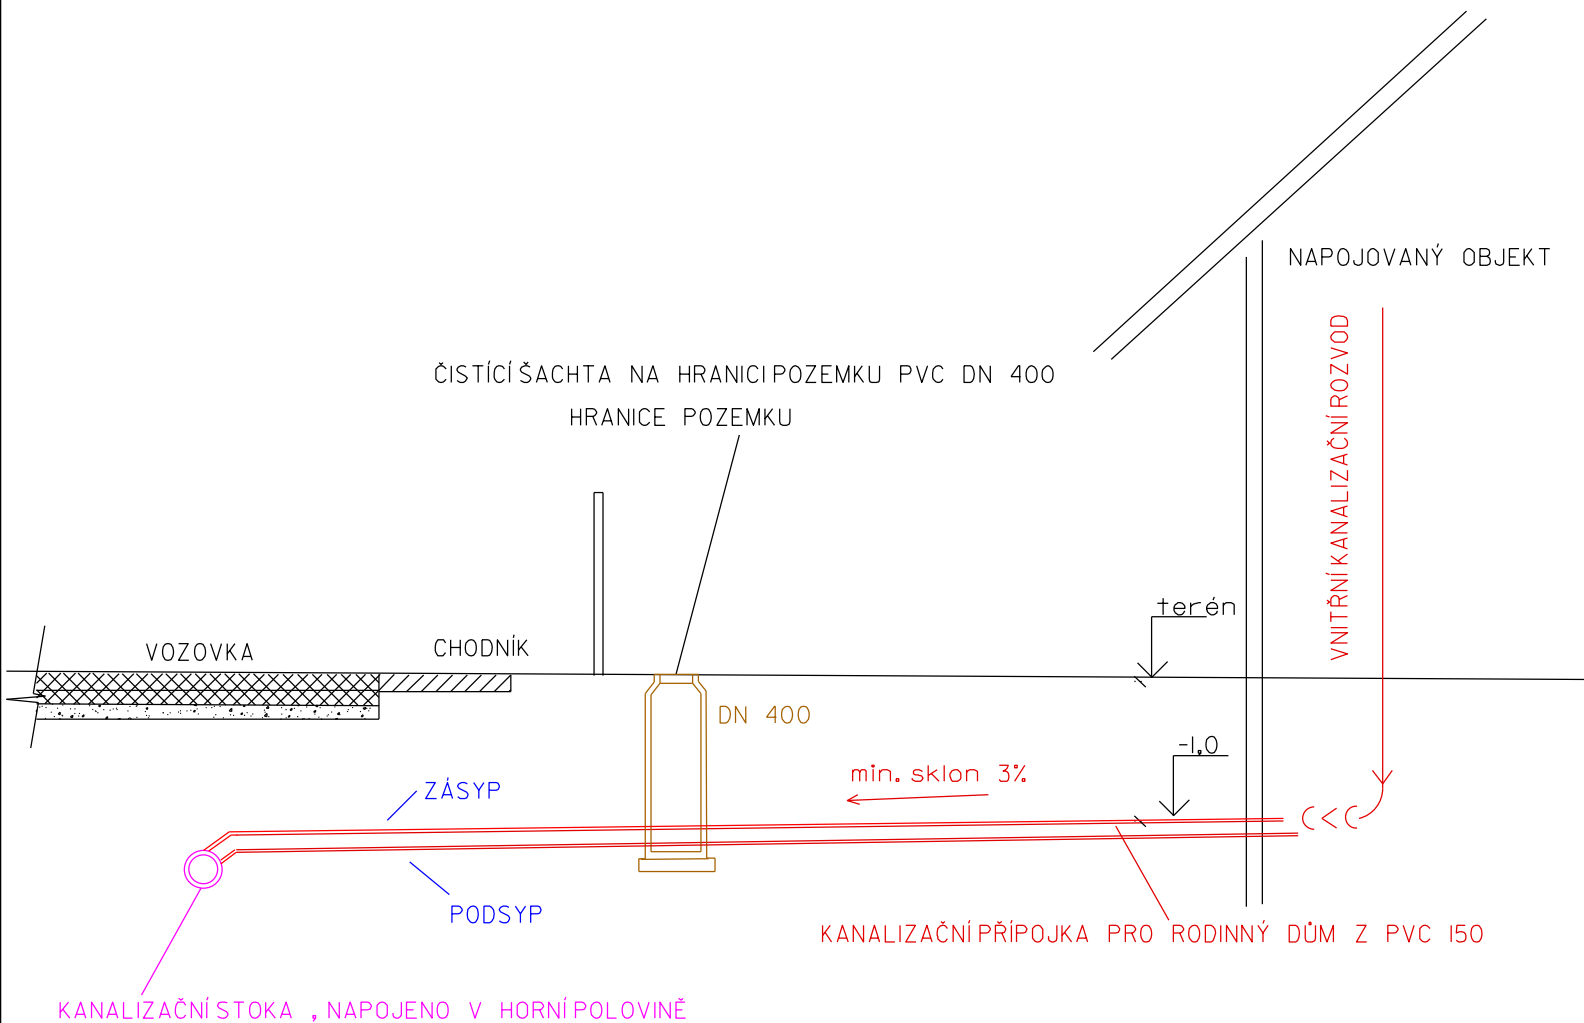 NAPOJOVANÝ OBJEKT
VNITŘNÍ KANALIZAČNÍ ROZVOD
ČISTÍCÍ ŠACHTA NA HRANICI POZEMKU PVC DN 400
HRANICE POZEMKU
terén
VOZOVKA
CHODNÍK
DN 400
-1,0
min. sklon 3%
ZÁSYP
PODSYP
KANALIZAČNÍ PŘÍPOJKA PRO RODINNÝ DŮM Z PVC 150
KANALIZAČNÍ STOKA , NAPOJENO V HORNÍ POLOVINĚ